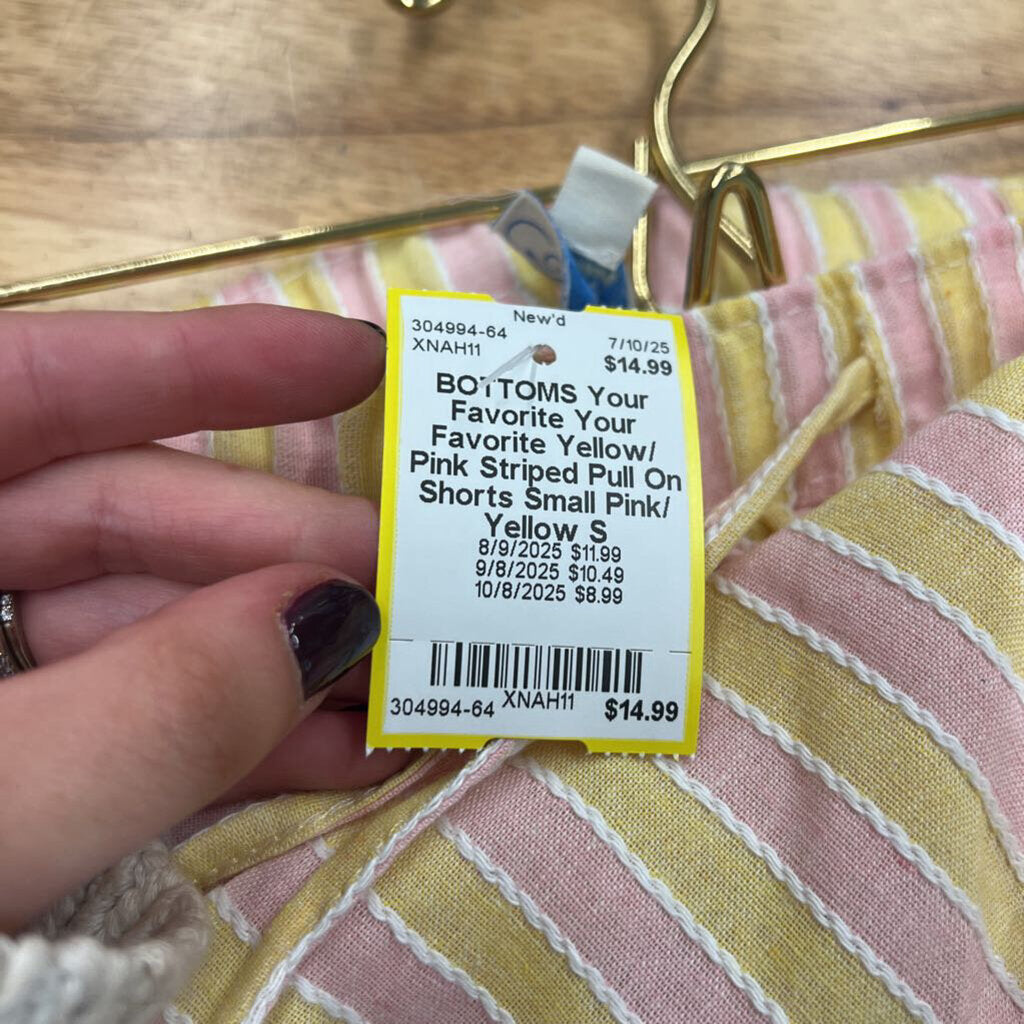 New'd
304994-64
XNAH11
7/10/25
$14.99
BOTTOMS Your
Favorite Your
Favorite Yellow/
Pink Striped Pull On
Shorts Small Pink/
Yellow S
8/9/2025 $11.99
9/8/2025 $10.49
10/8/2025 $8.99
304994-64 XNAH11 $14.99